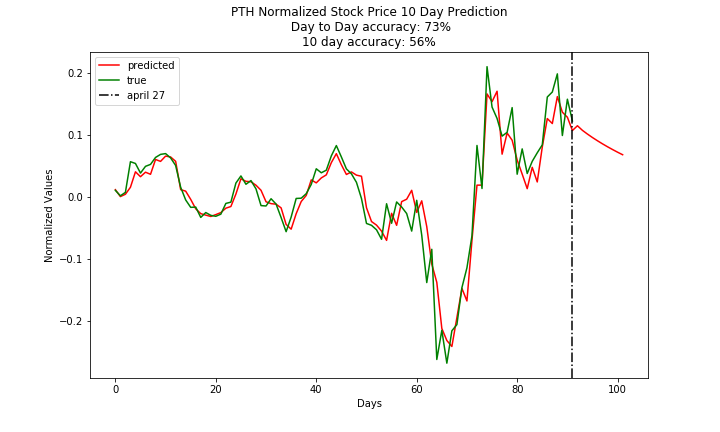 PTH Normalized Stock Price 10 Day Prediction
Day to Day accuracy: 73%
10 day accuracy: 56%
predicted
true
april 27
Normalized Values
0.2
0.1
0.0
−0.1
−0.2
0 20 40 60 80 100
Days